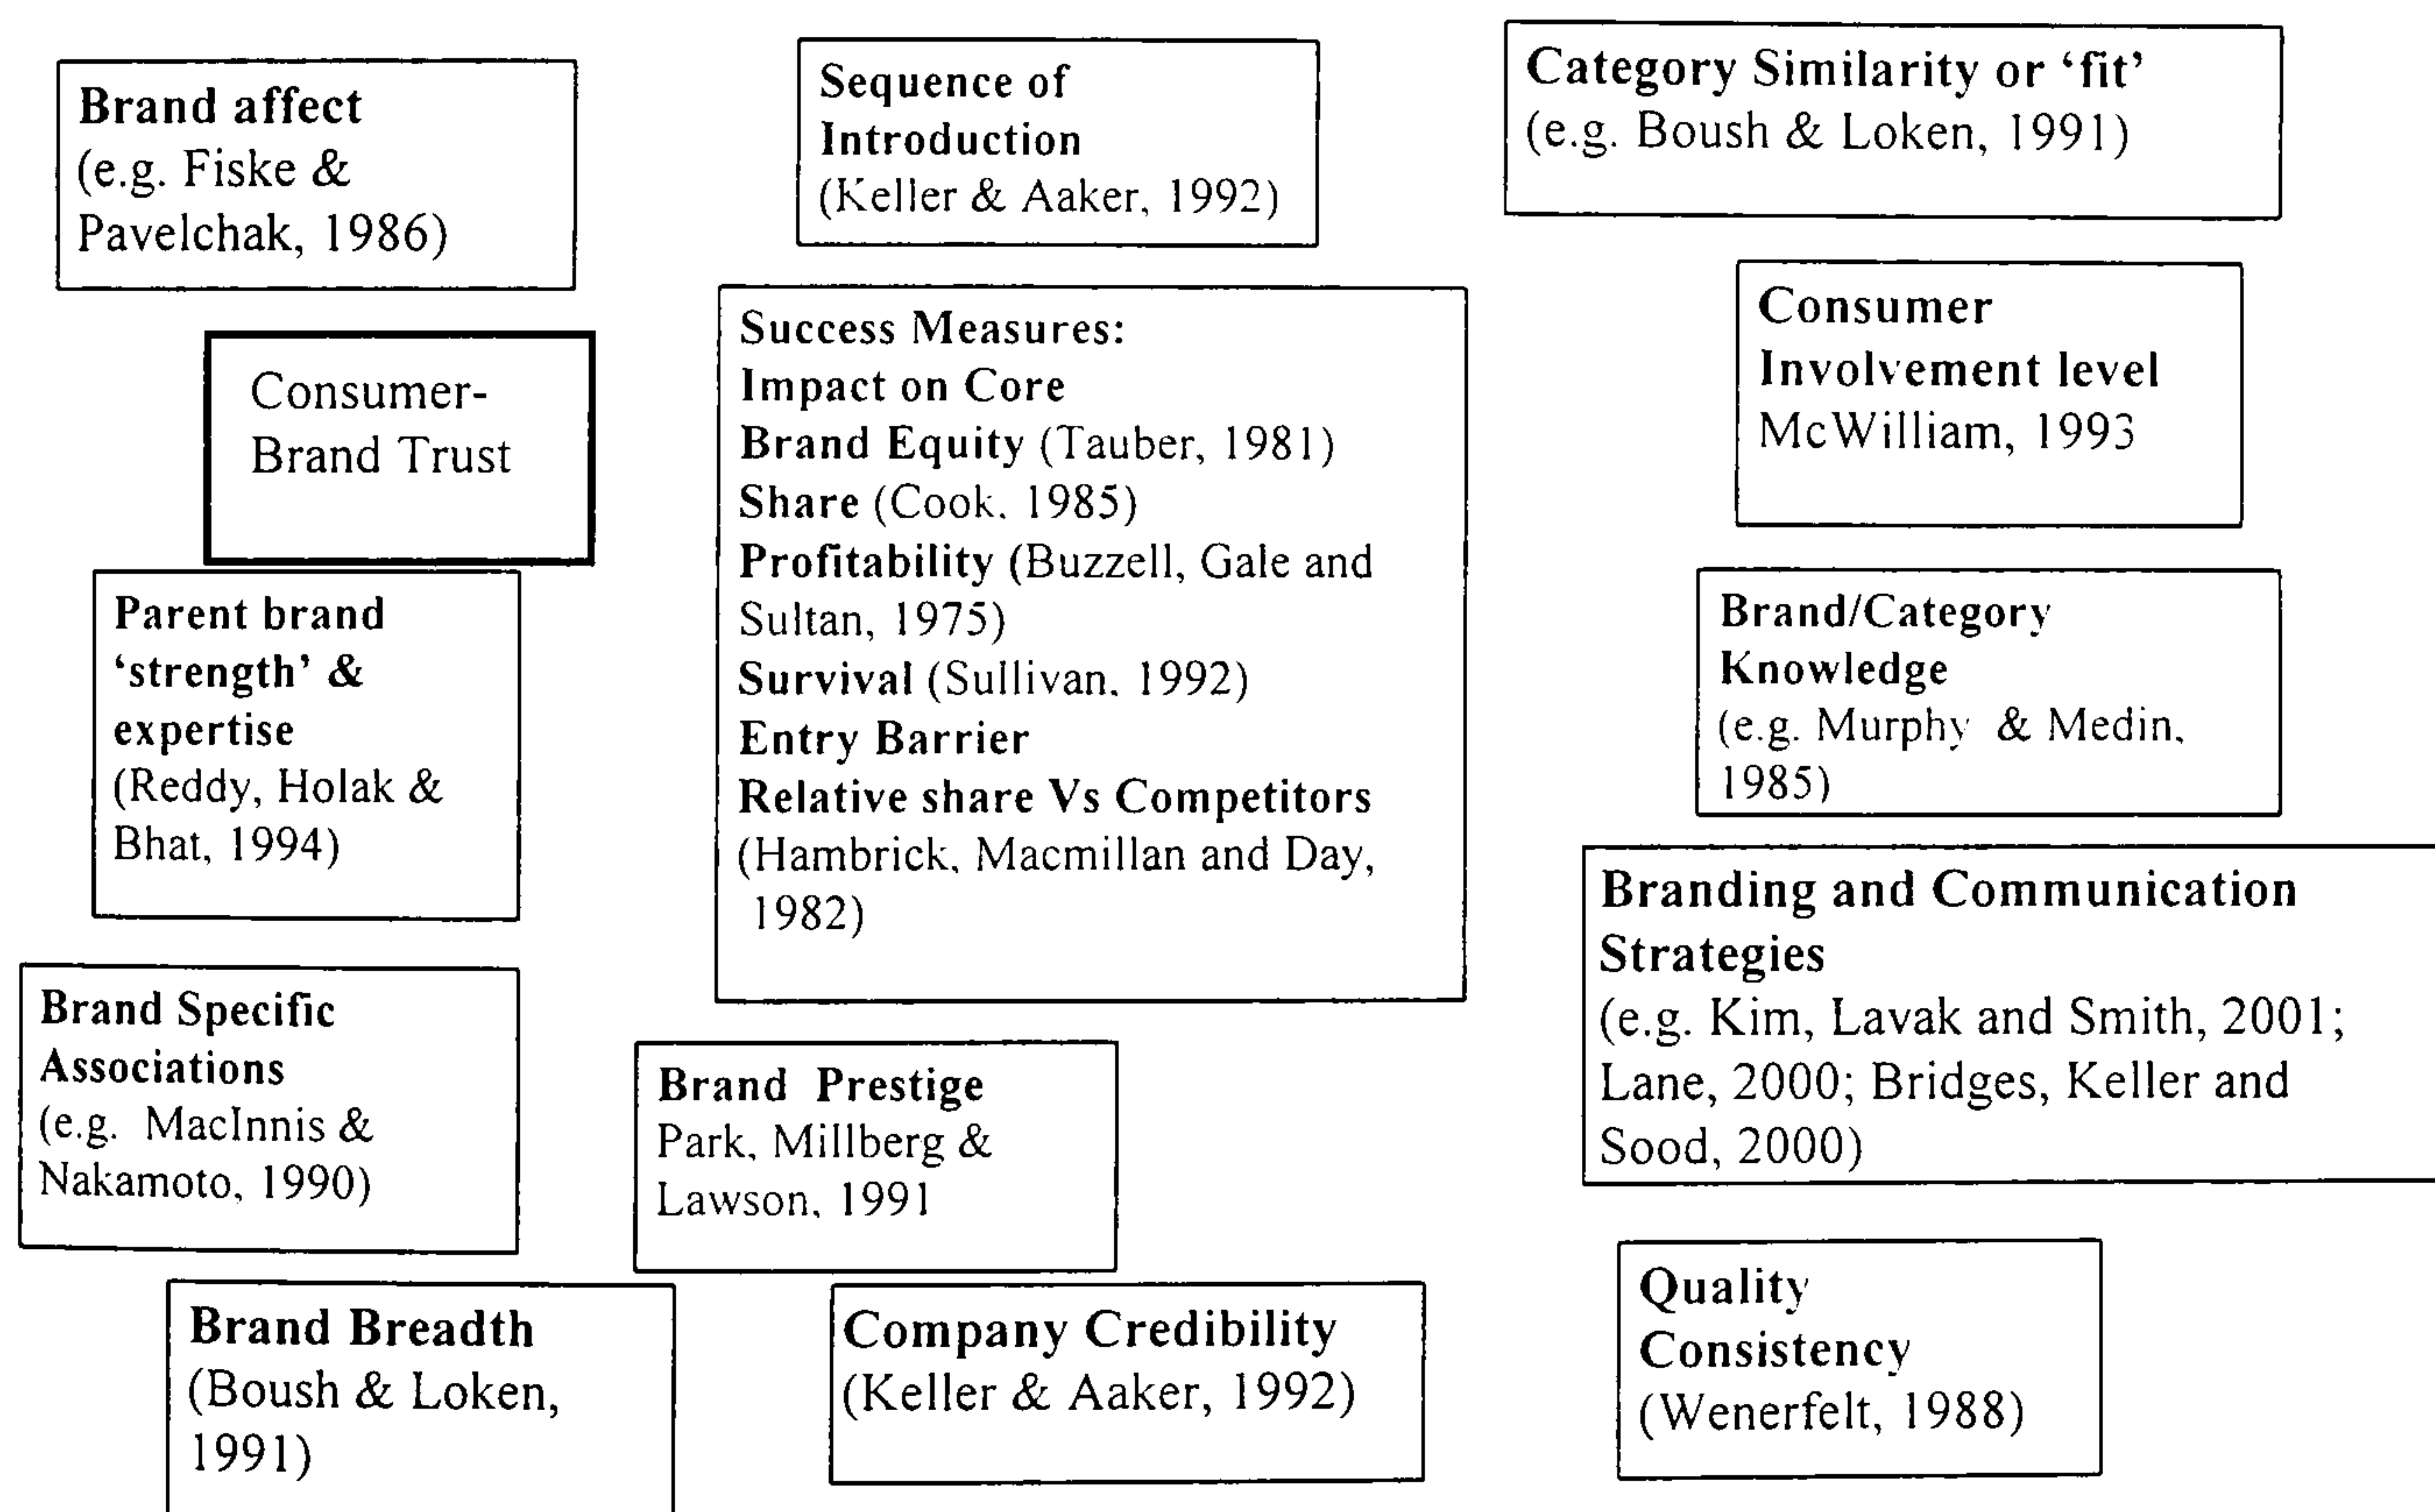 Brand affect
(e.g. Fiske &
Pavelchak, 1986)
Sequence of
Introduction
(Keller & Aaker, 1992)
Category Similarity or ‘fit’
(e.g. Boush & Loken, 1991)
Consumer-
Brand Trust
Success Measures:
Impact on Core
Brand Equity (Tauber, 1981)
Share (Cook. 1985)
Profitability (Buzzell, Gale and
Sultan, 1975)
Survival (Sullivan. 1992)
Entry Barrier
Relative share Vs Competitors
(Hambrick, Macmillan and Day,
1982)
Consumer
Involvement level
McWilliam, 1993
Parent brand
‘strength’ &
expertise
(Reddy, Holak &
Bhat, 1994)
Brand/Category
Knowledge
(e.g. Murphy & Medin,
1985)
Branding and Communication
Strategies
(e.g. Kim, Lavak and Smith, 2001;
Lane, 2000; Bridges, Keller and
Sood, 2000)
Brand Specific
Associations
(e.g. MacInnis &
Nakamoto, 1990)
Brand Prestige
Park, Millberg &
Lawson, 1991
Brand Breadth
(Boush & Loken,
1991)
Company Credibility
(Keller & Aaker, 1992)
Quality
Consistency
(Wenerfelt, 1988)